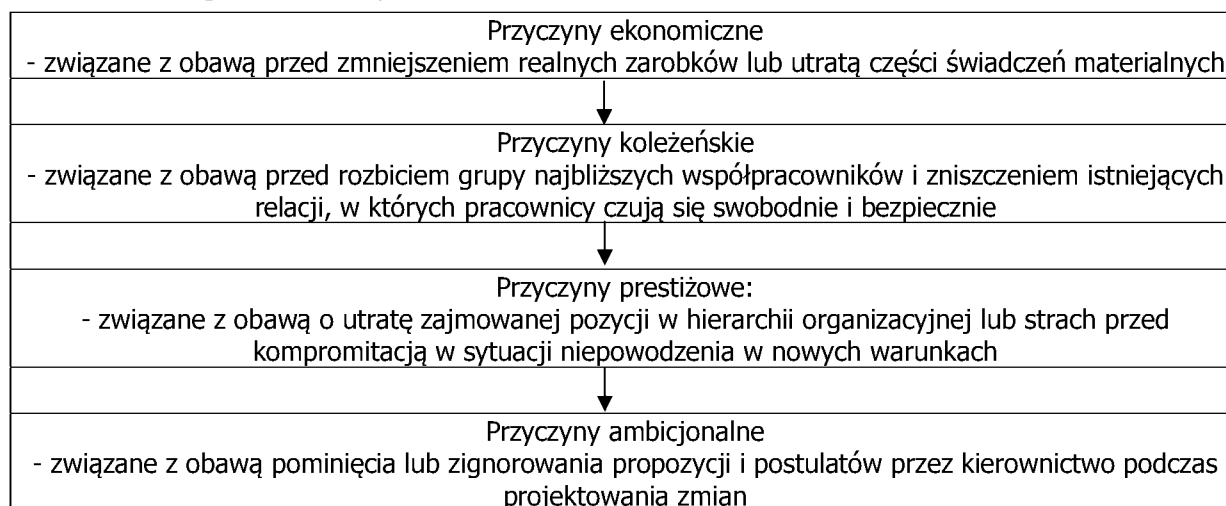 Przyczyny ekonomiczne
- związane z obawą przed zmniejszeniem realnych zarobków lub utratą części świadczeń materialnych
Przyczyny koleżeńskie
- związane z obawą przed rozbiciem grupy najbliższych współpracowników i zniszczeniem istniejących
relacji, w których pracownicy czują się swobodnie i bezpiecznie
Przyczyny prestiżowe:
- związane z obawą o utratę zajmowanej pozycji w hierarchii organizacyjnej lub strach przed
kompromitacją w sytuacji niepowodzenia w nowych warunkach
Przyczyny ambicjonalne
- związane z obawą pominięcia lub zignorowania propozycji i postulatów przez kierownictwo podczas
projektowania zmian